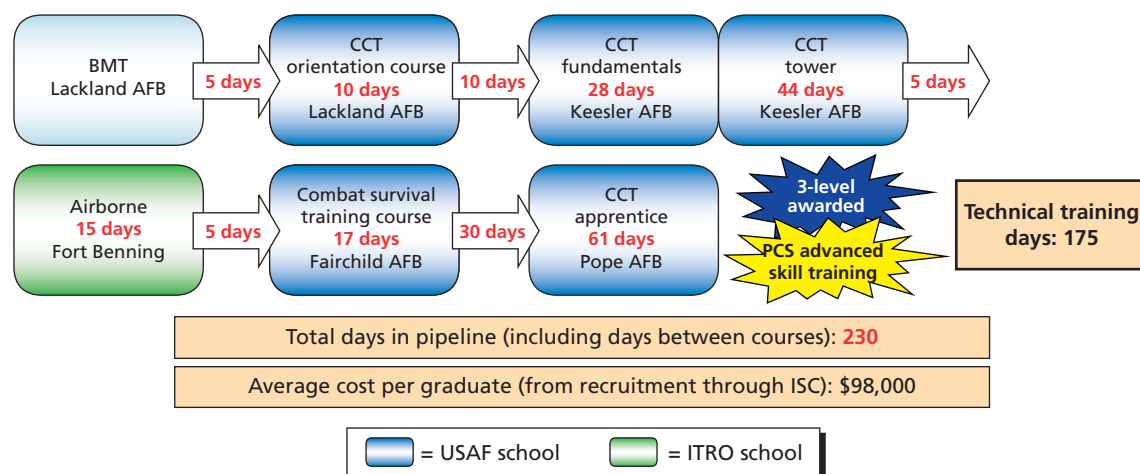 BMT
Lackland AFB
5 days
CCT
orientation course
10 days
Lackland AFB
10 days
CCT
fundamentals
28 days
Keesler AFB
CCT
tower
44 days
Keesler AFB
5 days
Airborne
15 days
Fort Benning
5 days
Combat survival
training course
17 days
Fairchild AFB
30 days
CCT
apprentice
61 days
Pope AFB
3-level
awarded
PCS advanced
skill training
Technical training
days: 175
Total days in pipeline (including days between courses): 230
Average cost per graduate (from recruitment through ISC): $98,000
= USAF school
= ITRO school